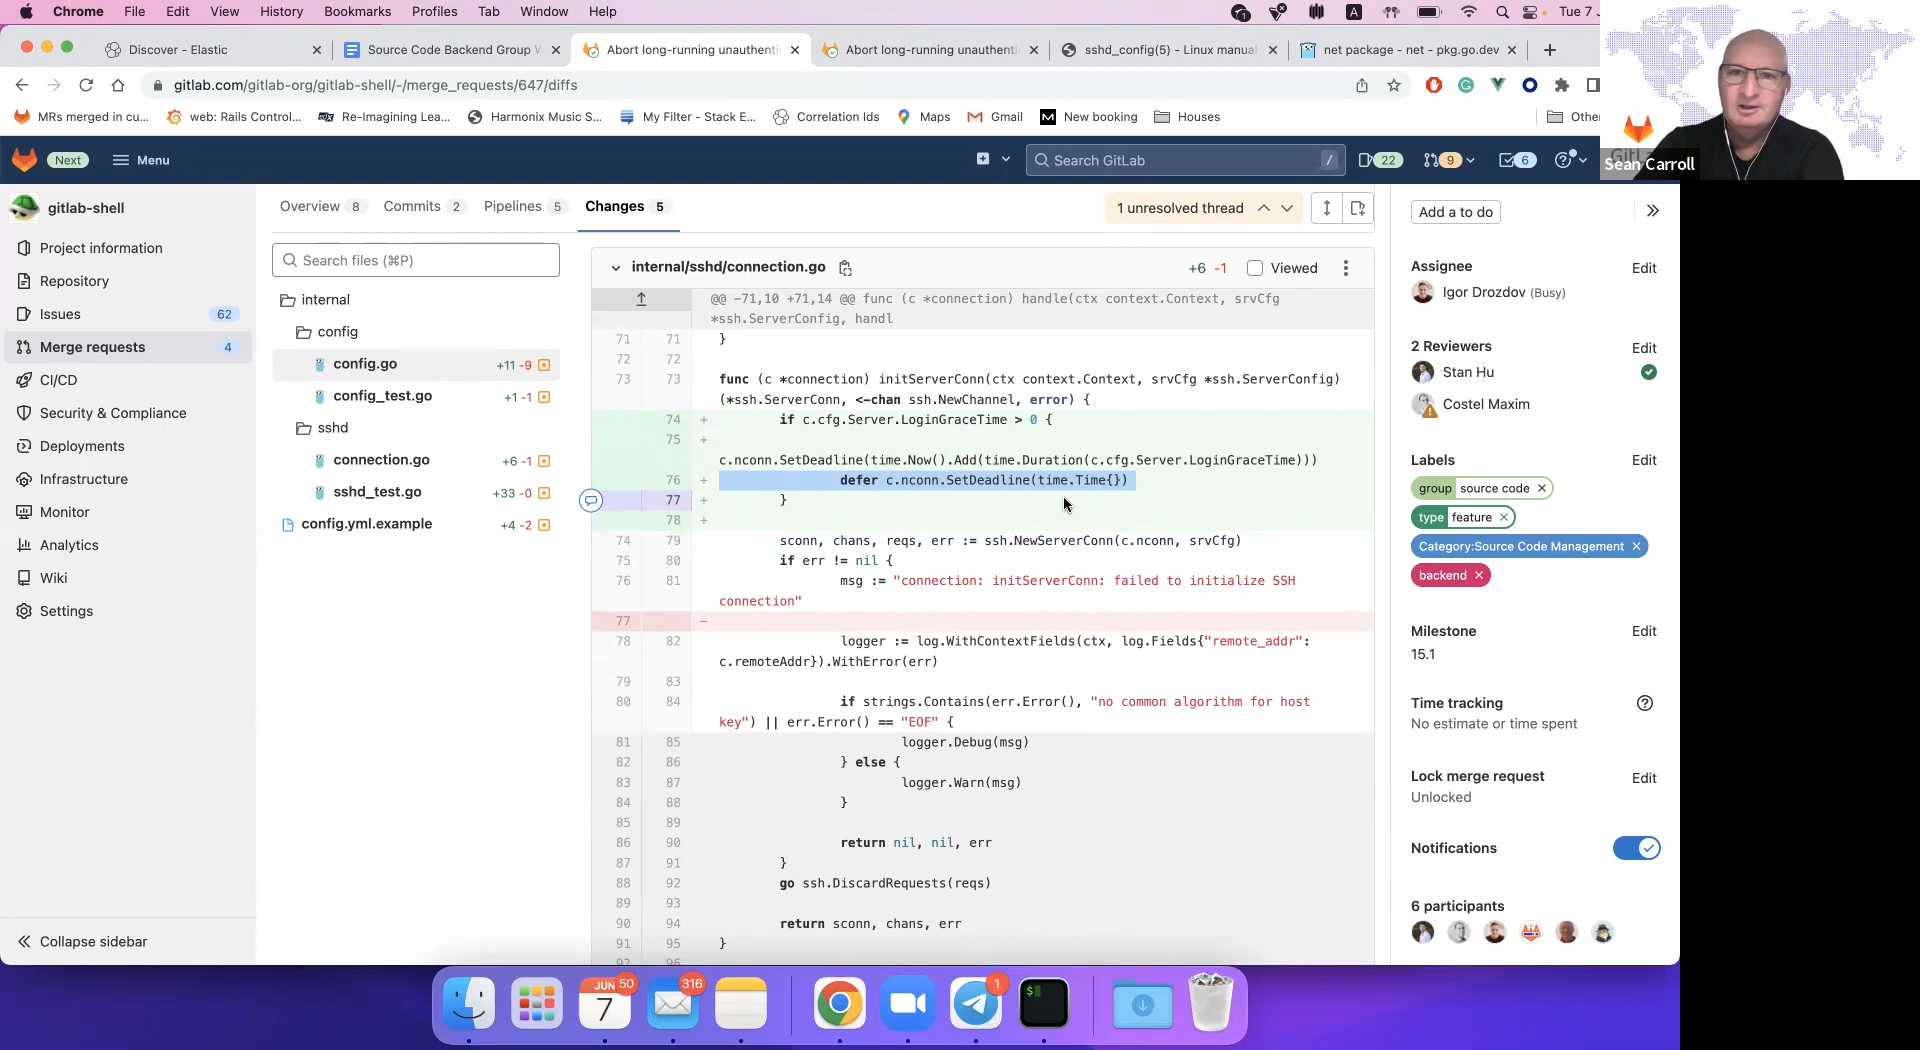 Chrome File Edit View History Bookmarks Profiles Tab Window Help
1 A Tue 7
Discover - Elastic
Source Code Backend Group
Abort long-running unauthenti
Abort long-running unauthenti
sshd_config(5) - Linux manual
net package - net - pkg.go.dev
gitlab.com/gitlab-org/gitlab-shell/-/merge_requests/647/diffs
MRs merged in cu... web: Rails Control... Re-Imagining Lea... Harmonix Music S... My Filter - Stack E... Correlation Ids Maps Gmail New booking Houses Othe
Next Menu Search GitLab / 22 9 6
Sean Carroll
gitlab-shell
Project information
Repository
Issues 62
Merge requests 4
CI/CD
Security & Compliance
Deployments
Infrastructure
Monitor
Analytics
Wiki
Settings
Collapse sidebar
Overview 8 Commits 2 Pipelines 5 Changes 5
1 unresolved thread
Search files (⌘P)
internal
config
config.go +11 -9
config_test.go +1 -1
sshd
connection.go +6 -1
sshd_test.go +33 -0
config.yml.example +4 -2
internal/sshd/connection.go +6 -1 Viewed
@@ -71,10 +71,14 @@ func (c *connection) handle(ctx context.Context, srvCfg
*ssh.ServerConfig, handl
71 71 }
72 72
73 73 func (c *connection) initServerConn(ctx context.Context, srvCfg *ssh.ServerConfig)
(*ssh.ServerConn, <-chan ssh.NewChannel, error) {
74 + if c.cfg.Server.LoginGraceTime > 0 {
75 +
c.nconn.SetDeadline(time.Now().Add(time.Duration(c.cfg.Server.LoginGraceTime)))
76 + defer c.nconn.SetDeadline(time.Time{})
77 + }
78 +
74 79 sconn, chans, reqs, err := ssh.NewServerConn(c.nconn, srvCfg)
75 80 if err != nil {
76 81 msg := "connection: initServerConn: failed to initialize SSH
connection"
77 -
78 82 logger := log.WithContextFields(ctx, log.Fields{"remote_addr":
c.remoteAddr}).WithError(err)
79 83
80 84 if strings.Contains(err.Error(), "no common algorithm for host
key") || err.Error() == "EOF" {
81 85 logger.Debug(msg)
82 86 } else {
83 87 logger.Warn(msg)
84 88 }
85 89
86 90 return nil, nil, err
87 91 }
88 92 go ssh.DiscardRequests(reqs)
89 93
90 94 return sconn, chans, err
91 95 }
92 96
Add a to do
Assignee Edit
Igor Drozdov (Busy)
2 Reviewers Edit
Stan Hu
Costel Maxim
Labels Edit
group source code ×
type feature ×
Category:Source Code Management ×
backend ×
Milestone Edit
15.1
Time tracking
No estimate or time spent
Lock merge request Edit
Unlocked
Notifications
6 participants
JUN 50
7
316
1
$